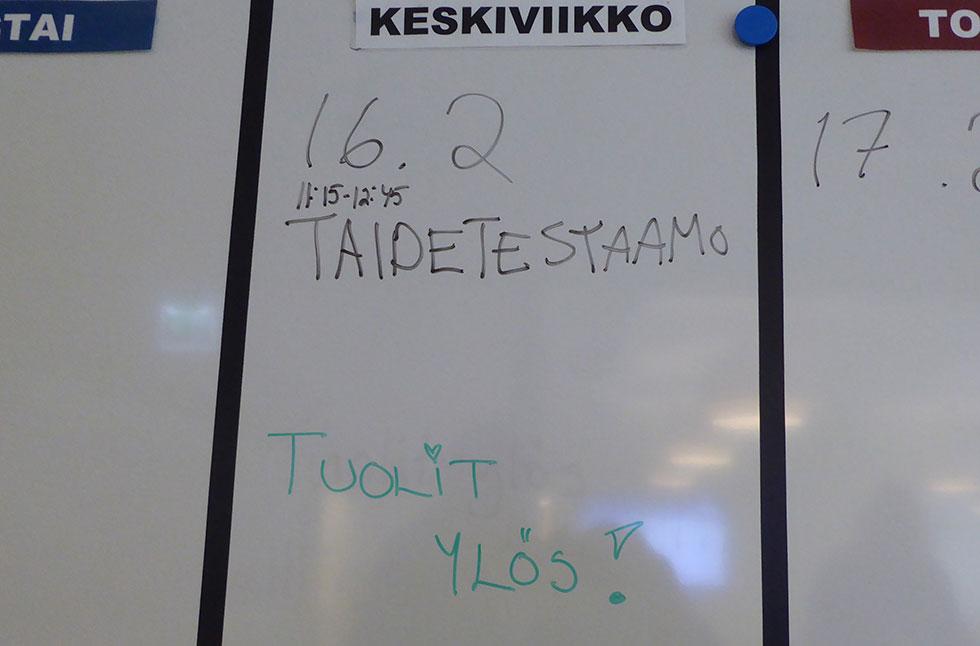 TAI
KESKIVIIKKO
TO
16.2
17.
11:15-12:45
TAIDETESTAAMO
TUOLIT
YLÖS!